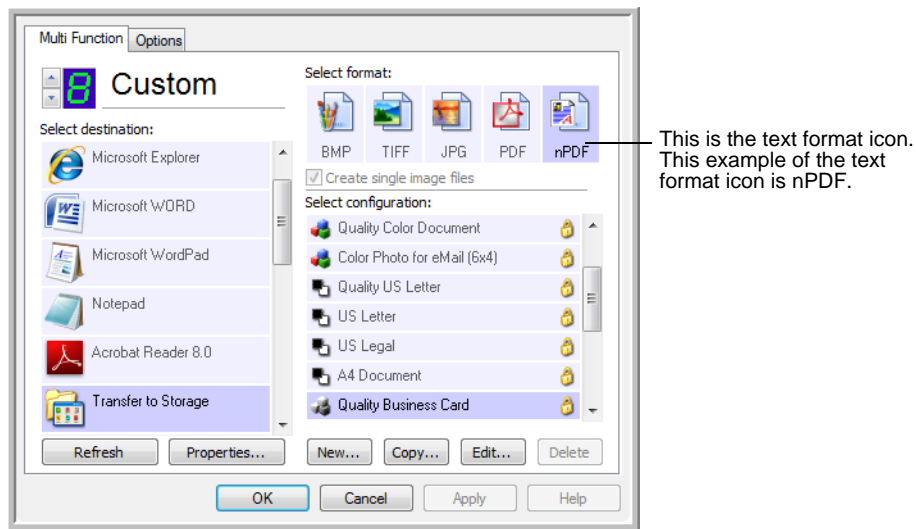 Multi Function
Options
8
Custom
Select destination:
Microsoft Explorer
Microsoft WORD
Microsoft WordPad
Notepad
Acrobat Reader 8.0
Transfer to Storage
Refresh
Properties...
Select format:
BMP
TIFF
JPG
PDF
nPDF
Create single image files
Select configuration:
Quality Color Document
Color Photo for eMail (6x4)
Quality US Letter
US Letter
US Legal
A4 Document
Quality Business Card
New...
Copy...
Edit...
Delete
OK
Cancel
Apply
Help
This is the text format icon.
This example of the text
format icon is nPDF.